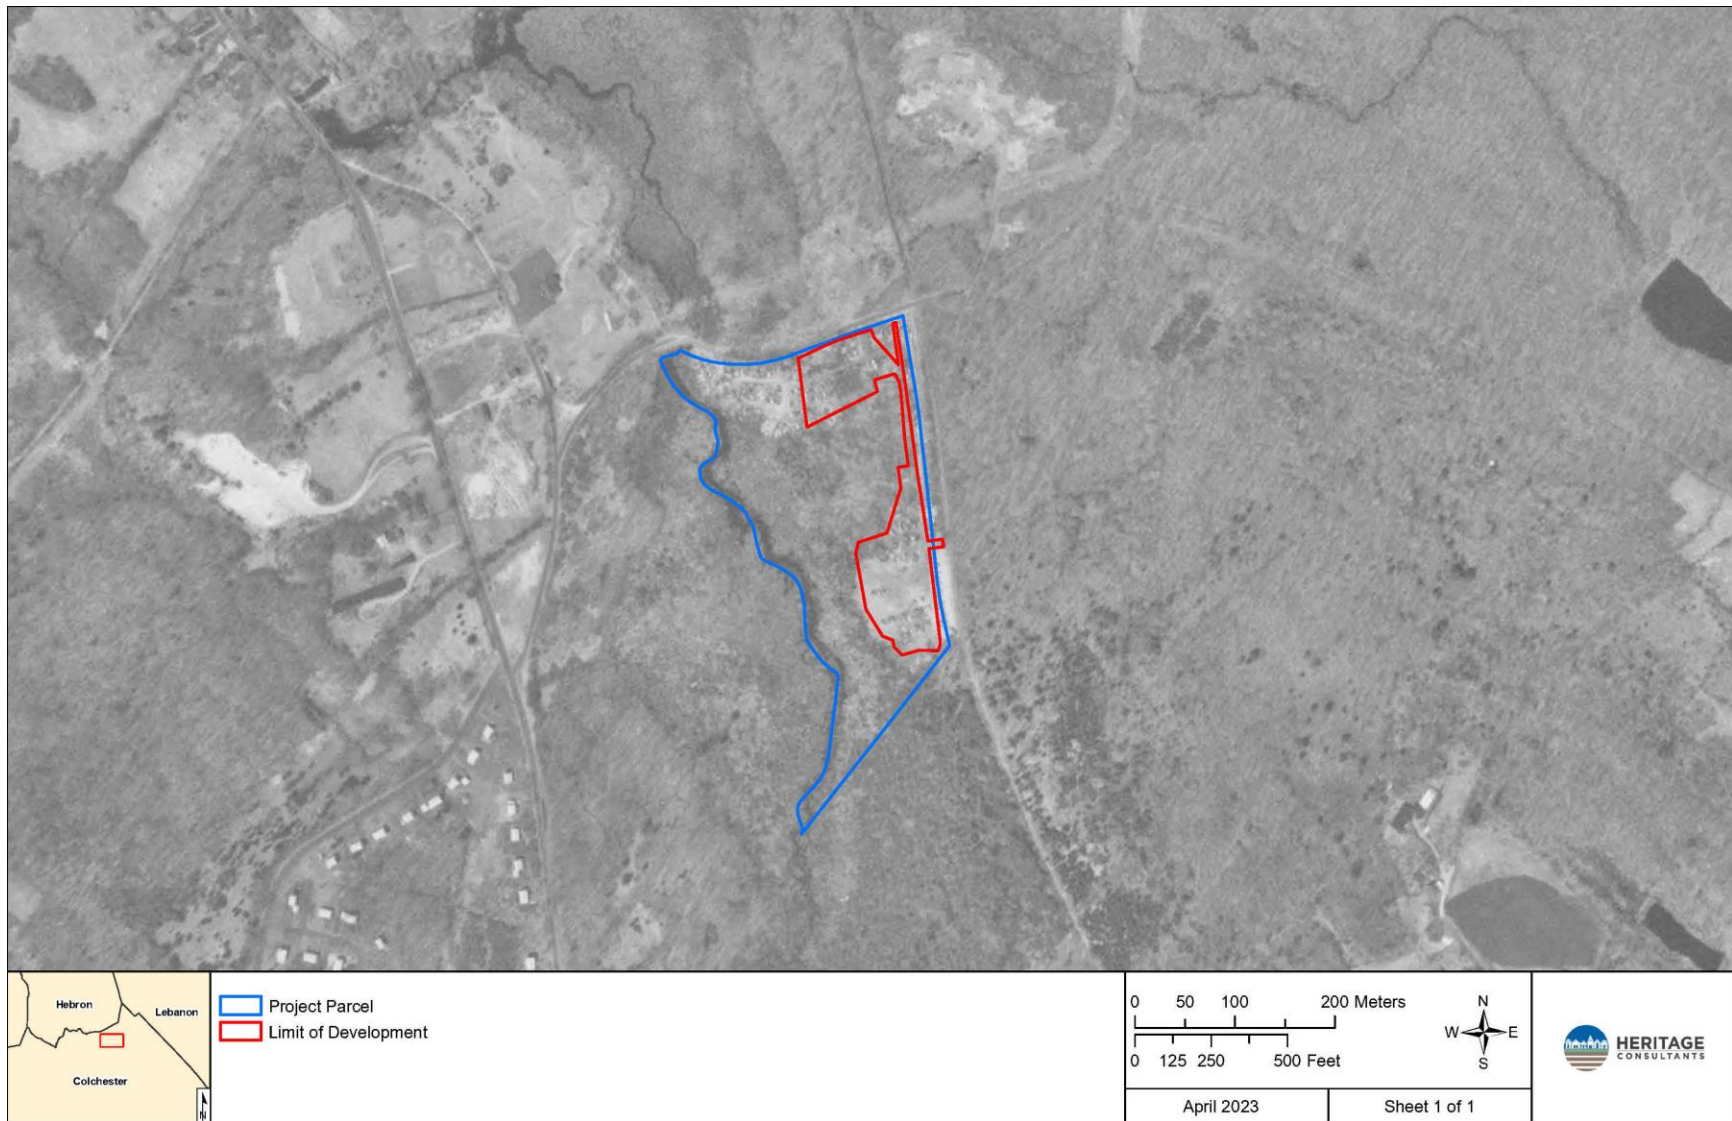 Hebron
Lebanon
Colchester
N
Project Parcel
Limit of Development
0 50 100 200 Meters
0 125 250 500 Feet
N
W E
S
April 2023
Sheet 1 of 1
HERITAGE
CONSULTANTS